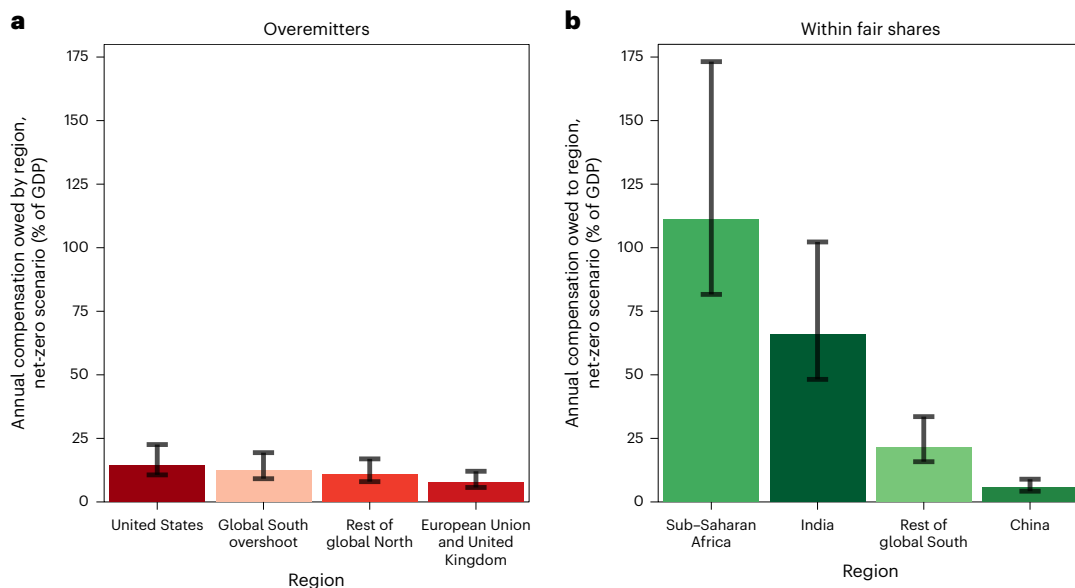 a
Overemitters
Annual compensation owed by region,
net-zero scenario (% of GDP)
175
150
125
100
75
50
25
0
United States
Global South
overshoot
Rest of
global North
European Union
and United
Kingdom
Region
b
Within fair shares
Annual compensation owed to region,
net-zero scenario (% of GDP)
175
150
125
100
75
50
25
0
Sub–Saharan
Africa
India
Rest of
global South
China
Region